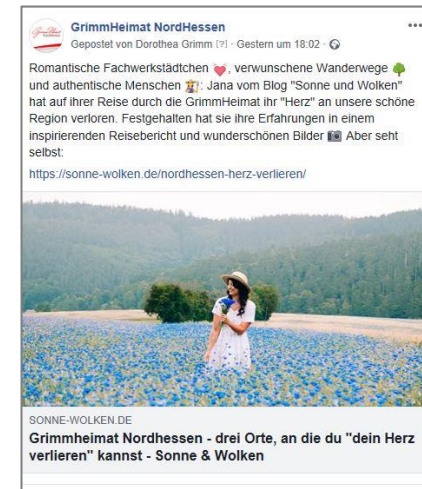 GrimmHeimat NordHessen
Gepostet von Dorothea Grimm [?] · Gestern um 18:02 ·
Romantische Fachwerkstädtchen 💓, verwunschene Wanderwege 🌳
und authentische Menschen 👩‍🌾: Jana vom Blog "Sonne und Wolken"
hat auf ihrer Reise durch die GrimmHeimat ihr "Herz" an unsere schöne
Region verloren. Festgehalten hat sie ihre Erfahrungen in einem
inspirierenden Reisebericht und wunderschönen Bilder 📷 Aber seht
selbst:
https://sonne-wolken.de/nordhessen-herz-verlieren/
SONNE-WOLKEN.DE
Grimmheimat Nordhessen - drei Orte, an die du "dein Herz
verlieren" kannst - Sonne & Wolken